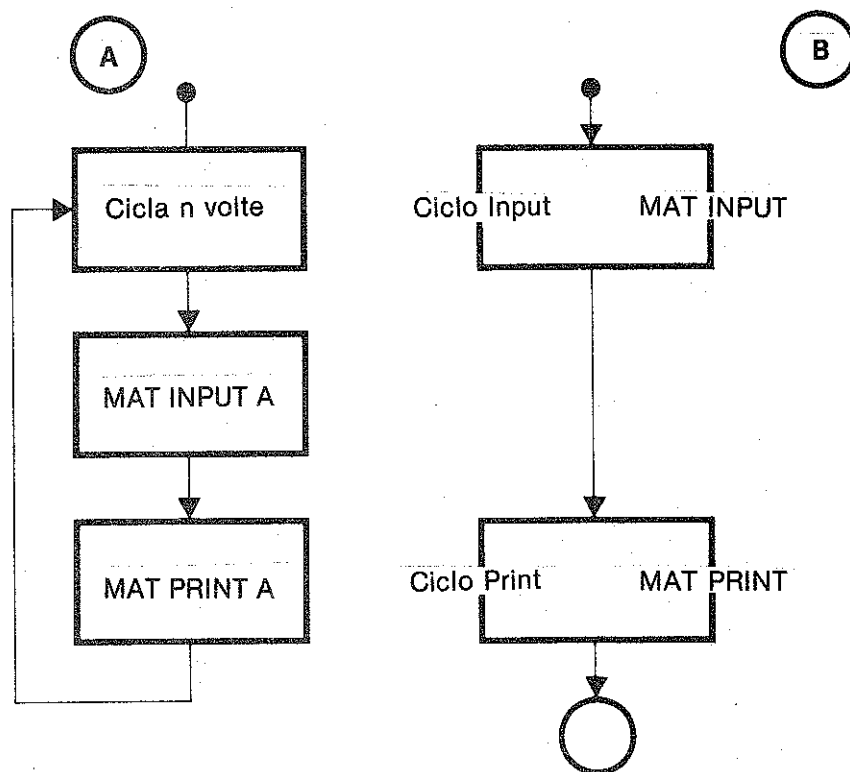 A
B
Cicla n volte
MAT INPUT A
MAT PRINT A
Ciclo Input MAT INPUT
Ciclo Print MAT PRINT